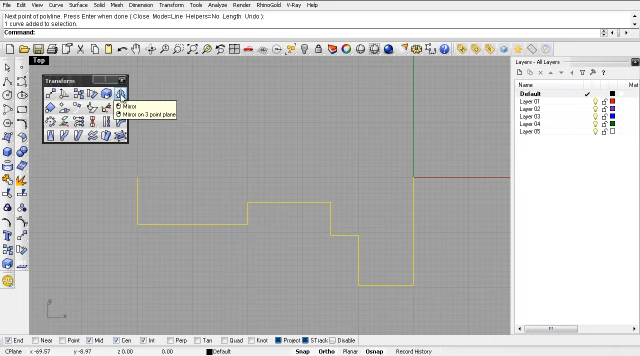 Next point of polyline. Press Enter when done ( Close Mode=Line Helpers=No Length Undo ):
1 curve added to selection.
Command:
File Edit View Curve Surface Solid Mesh Dimension Transform Tools Analyze Render RhinoGold V-Ray Help
Top
Transform
Mirror
Mirror on 3 point plane
Layers - All Layers
Name Material
Default
Layer 01
Layer 02
Layer 03
Layer 04
Layer 05
y
x
End Near Point Mid Cen Int Perp Tan Quad Knot Project STrack Disable
CPlane x -69.57 y -8.97 z 0.00 0.00 Default Snap Ortho Planar Osnap Record History